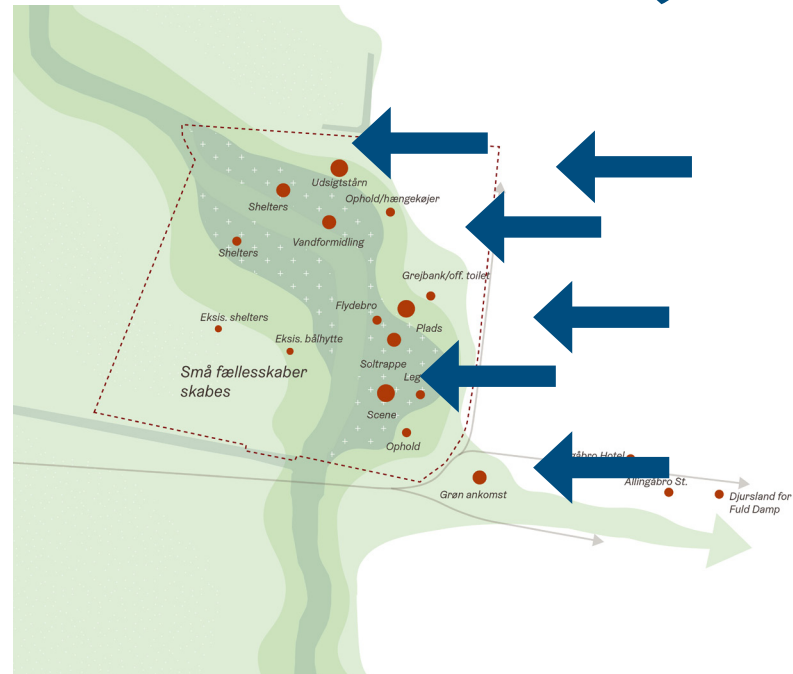 Udsigtstårn
Shelters
Ophold/hængekøjer
Vandformidling
Shelters
Grejbank/off. toilet
Flydebro
Eksis. shelters
Plads
Eksis. bålhytte
Soltrappe
Små fællesskaber
skabes
Scene
Ophold
Hotel
Allingåbro St.
Grøn ankomst
Djursland for
Fuld Damp